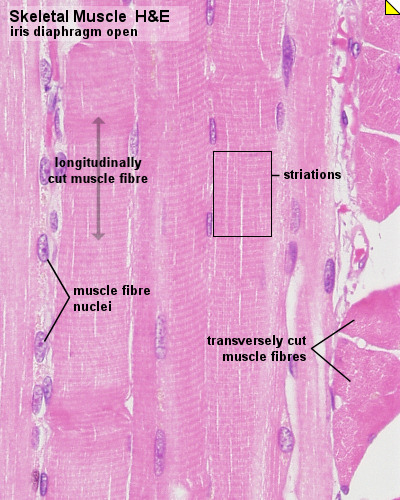 Skeletal Muscle H&E
iris diaphragm open
longitudinally
cut muscle fibre
striations
muscle fibre
nuclei
transversely cut
muscle fibres